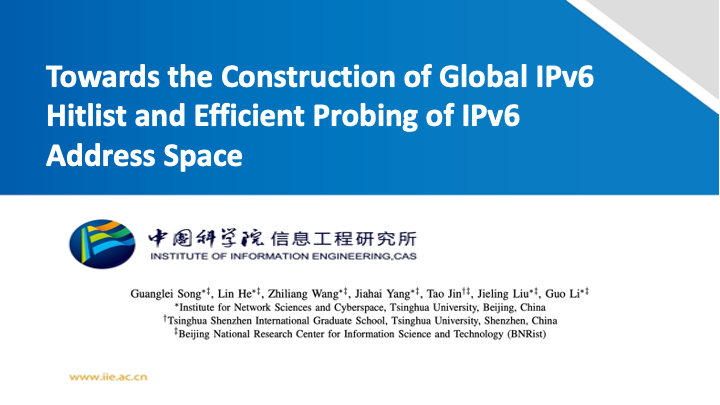 Towards the Construction of Global IPv6
Hitlist and Efficient Probing of IPv6
Address Space
中国科学院 信息工程研究所
INSTITUTE OF INFORMATION ENGINEERING,CAS
Guanglei Song*‡, Lin He*‡, Zhiliang Wang*‡, Jiahai Yang*‡, Tao Jin†‡, Jieling Liu*‡, Guo Li*‡
*Institute for Network Sciences and Cyberspace, Tsinghua University, Beijing, China
†Tsinghua Shenzhen International Graduate School, Tsinghua University, Shenzhen, China
‡Beijing National Research Center for Information Science and Technology (BNRist)
www.iie.ac.cn